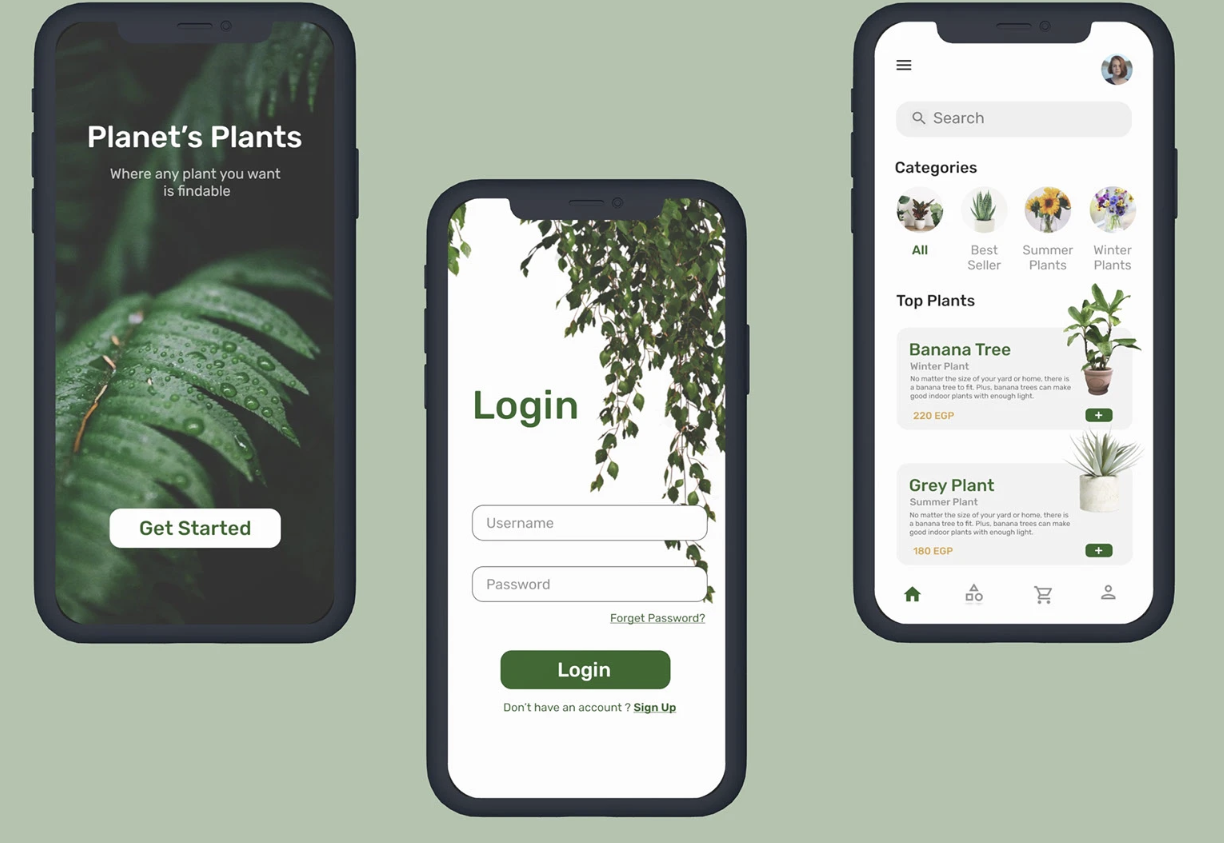 Planet's Plants
Where any plant you want
is findable
Get Started
Login
Username
Password
Forget Password?
Login
Don't have an account ? Sign Up
Search
Categories
All
Best
Seller
Summer
Plants
Winter
Plants
Top Plants
Banana Tree
Winter Plant
No matter the size of your yard or home, there is
a banana tree to fit. Plus, banana trees can make
good indoor plants with enough light.
220 EGP
+
Grey Plant
Summer Plant
No matter the size of your yard or home, there is
a banana tree to fit. Plus, banana trees can make
good indoor plants with enough light.
180 EGP
+